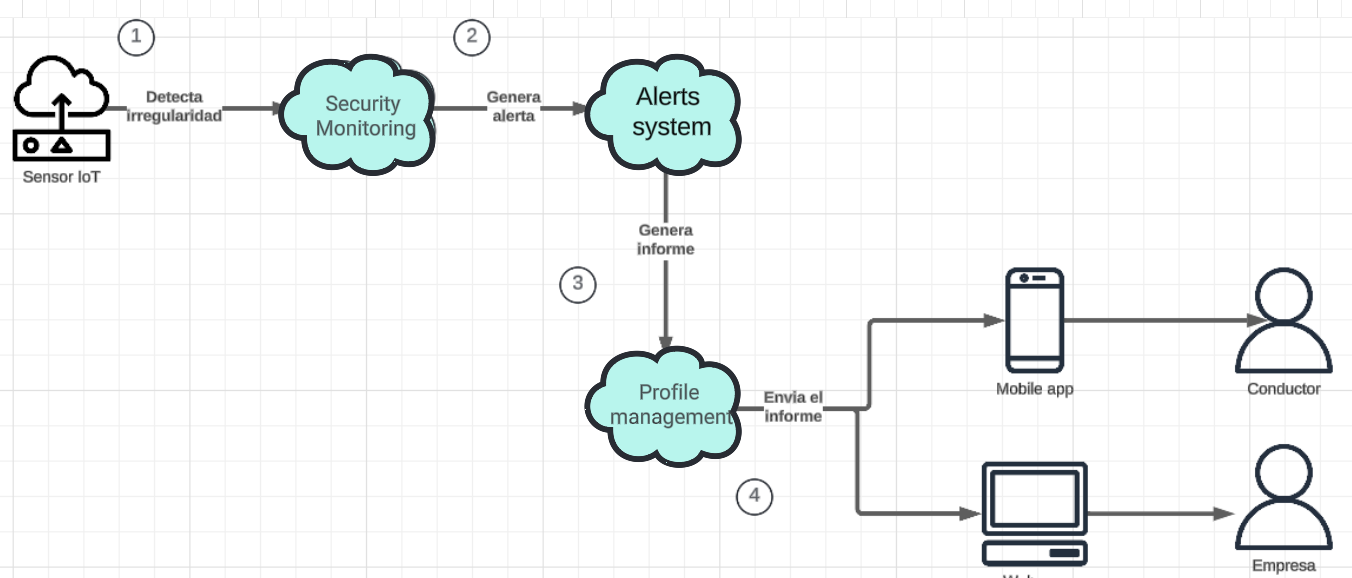 1
2
Detecta
irregularidad
Security
Monitoring
Genera
alerta
Alerts
system
Sensor IoT
Genera
informe
3
Profile
management
Envia el
informe
Mobile app
Conductor
4
Empresa